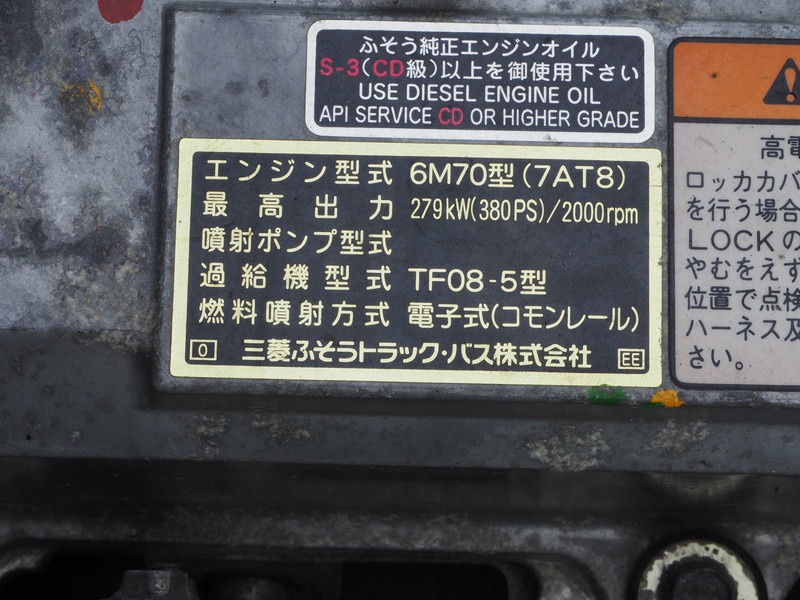 ふそう純正エンジンオイル
S-3(CD級)以上を御使用下さい
USE DIESEL ENGINE OIL
API SERVICE CD OR HIGHER GRADE
エンジン型式 6M70型(7AT8)
最高出力 279kW(380PS)/2000rpm
噴射ポンプ型式
過給機型式 TF08-5型
燃料噴射方式 電子式(コモンレール)
O 三菱ふそうトラック・バス株式会社 EE
高電
ロッカカバ
を行う場合
LOCKの
やむをえず
位置で点検
ハーネス及
さい。